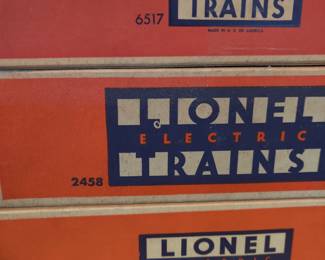 TRAINS
6517
MADE IN U. S. OF AMERICA
LIONEL
ELECTRIC
TRAINS
2458
LIONEL